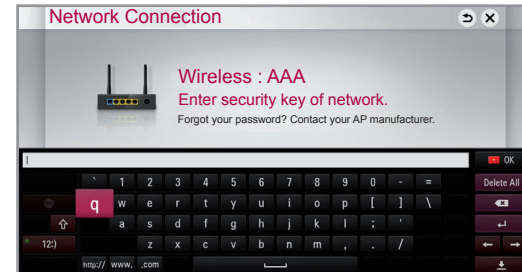 Network Connection
Wireless : AAA
Enter security key of network.
Forgot your password? Contact your AP manufacturer.
OK
` 1 2 3 4 5 6 7 8 9 0 - = Delete All
q w e r t y u i o p [ ] \
a s d f g h j k l ; '
12:) z x c v b n m , . /
http:// www. .com